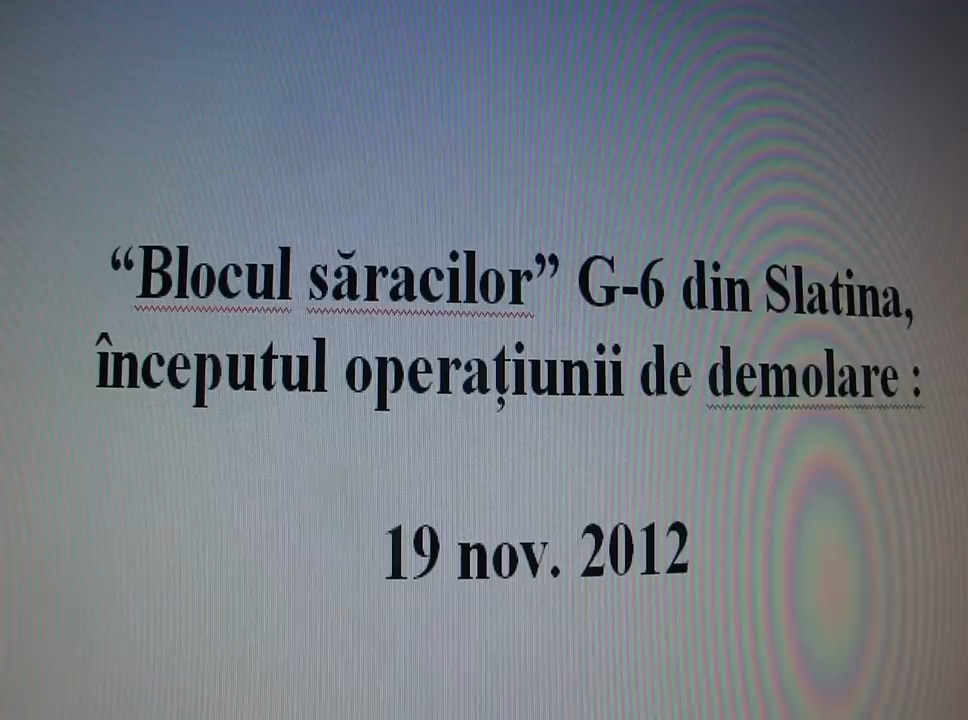 “Blocul săracilor” G-6 din Slatina,
începutul operațiunii de demolare :
19 nov. 2012